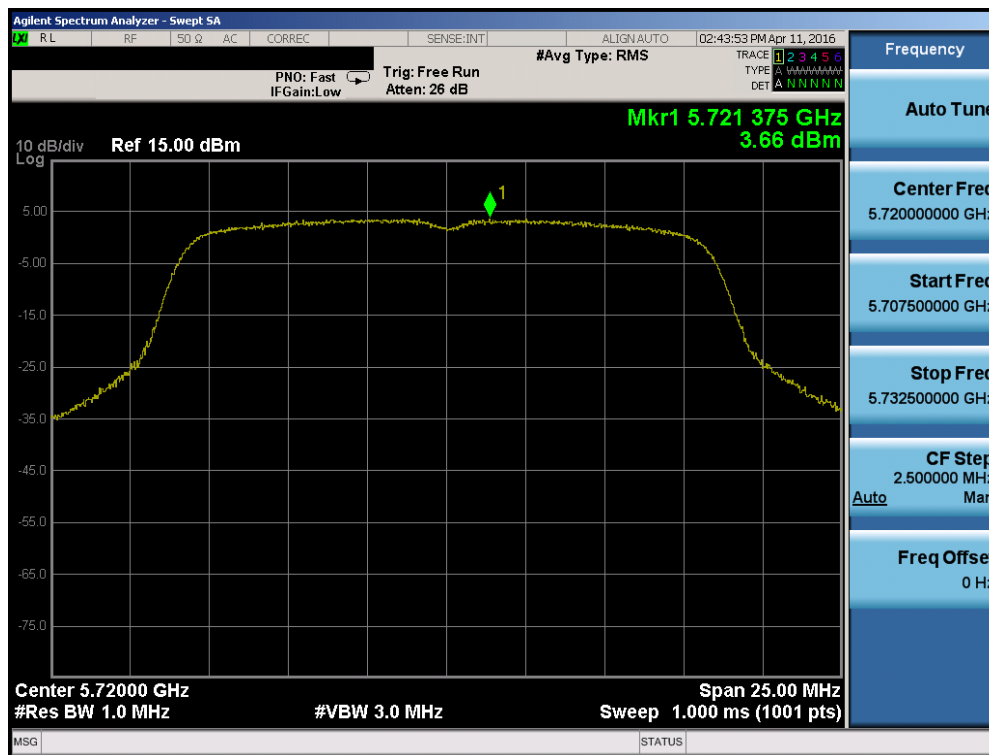 Agilent Spectrum Analyzer - Swept SA
LXI RL RF 50 Ω AC CORREC SENSE:INT ALIGN AUTO 02:43:53 PM Apr 11, 2016
#Avg Type: RMS TRACE 1 2 3 4 5 6
PNO: Fast Trig: Free Run TYPE A WWWWW
IFGain:Low Atten: 26 dB DET A N N N N N
Mkr1 5.721 375 GHz
3.66 dBm
10 dB/div Ref 15.00 dBm
Log
1
5.00
-5.00
-15.0
-25.0
-35.0
-45.0
-55.0
-65.0
-75.0
Center 5.72000 GHz Span 25.00 MHz
#Res BW 1.0 MHz #VBW 3.0 MHz Sweep 1.000 ms (1001 pts)
MSG STATUS
Frequency
Auto Tune
Center Freq
5.720000000 GHz
Start Freq
5.707500000 GHz
Stop Freq
5.732500000 GHz
CF Step
2.500000 MHz
Auto Man
Freq Offset
0 Hz